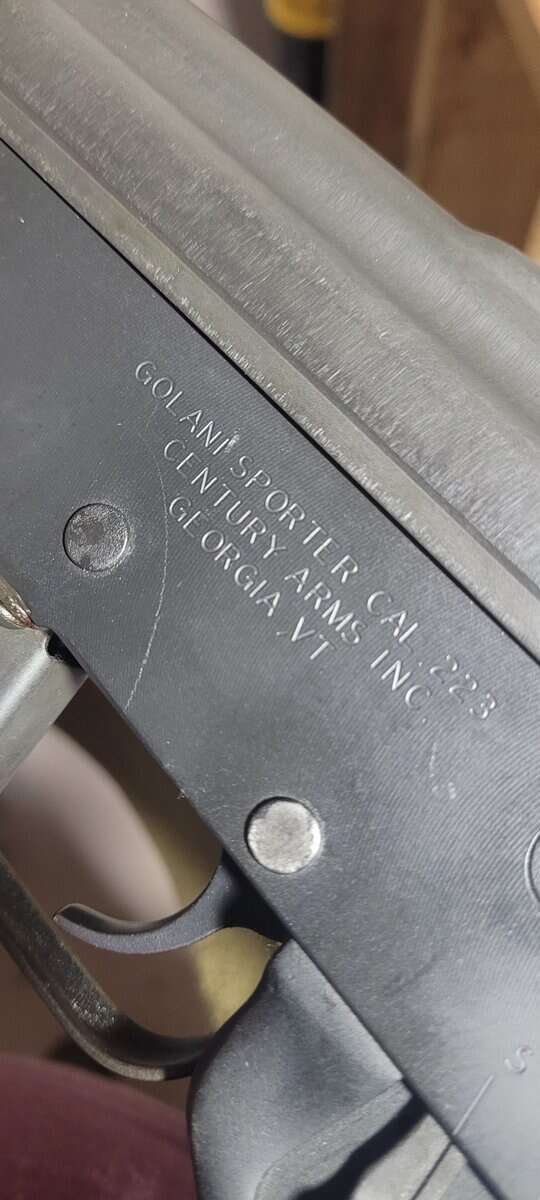 GOLANI SPORTER CAL .223
CENTURY ARMS INC.
GEORGIA ,VT
S